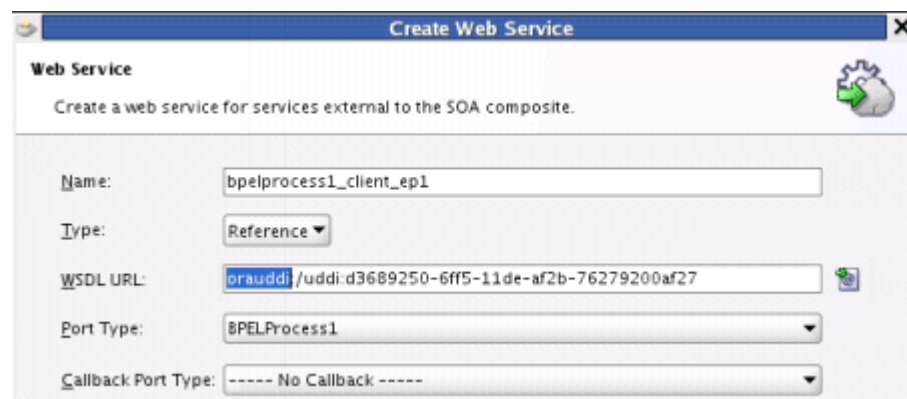 Create Web Service
Web Service
Create a web service for services external to the SOA composite.
Name: bpelprocess1_client_ep1
Type: Reference
WSDL URL: orauddi:/uddi:d3689250-6ff5-11de-af2b-76279200af27
Port Type: BPELProcess1
Callback Port Type: ----- No Callback -----